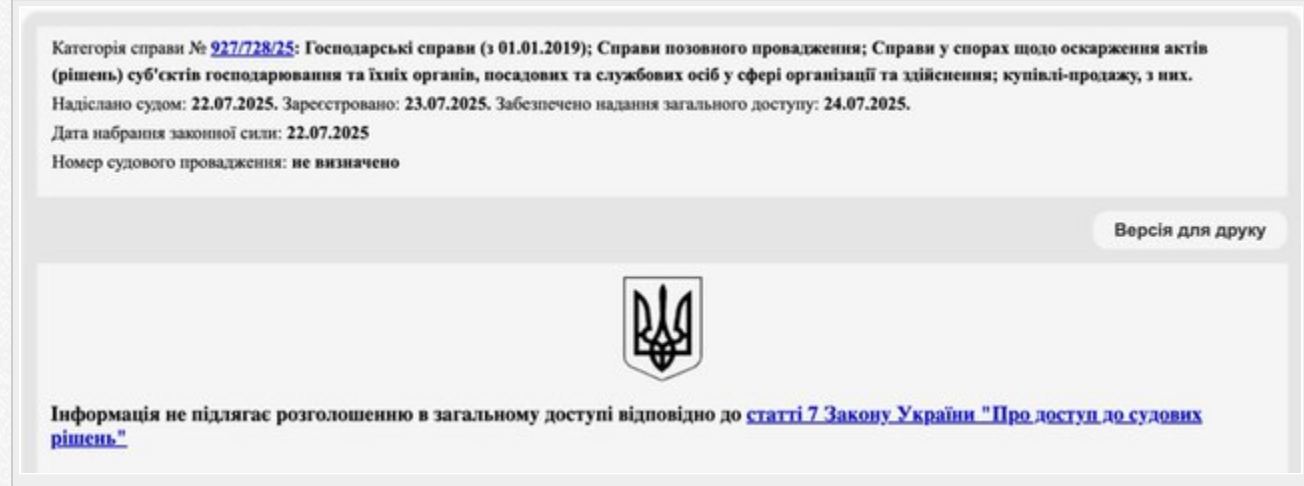 Категорія справи № 927/728/25: Господарські справи (з 01.01.2019); Справи позовного провадження; Справи у спорах щодо оскарження актів
(рішень) суб'єктів господарювання та їхніх органів, посадових та службових осіб у сфері організації та здійснення; купівлі-продажу, з них.
Надіслано судом: 22.07.2025. Зареєстровано: 23.07.2025. Забезпечено надання загального доступу: 24.07.2025.
Дата набрання законної сили: 22.07.2025
Номер судового провадження: не визначено
Версія для друку
Інформація не підлягає розголошенню в загальному доступі відповідно до статті 7 Закону України "Про доступ до судових
рішень"